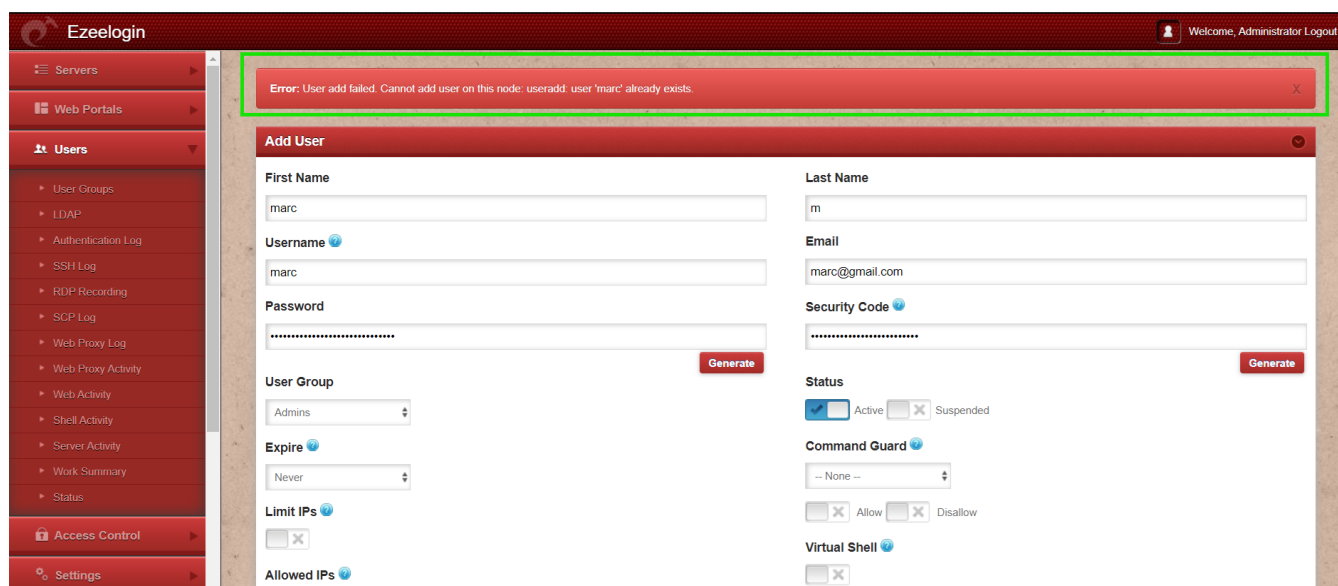 Ezeelogin
Welcome, Administrator Logout
Servers
Web Portals
Users
User Groups
LDAP
Authentication Log
SSH Log
RDP Recording
SCP Log
Web Proxy Log
Web Proxy Activity
Web Activity
Shell Activity
Server Activity
Work Summary
Status
Access Control
Settings
Error: User add failed. Cannot add user on this node: useradd: user 'marc' already exists.
X
Add User
First Name
marc
Last Name
m
Username
marc
Email
marc@gmail.com
Password
Generate
Security Code
Generate
User Group
Admins
Status
Active Suspended
Expire
Never
Command Guard
-- None --
Allow Disallow
Limit IPs
Virtual Shell
Allowed IPs